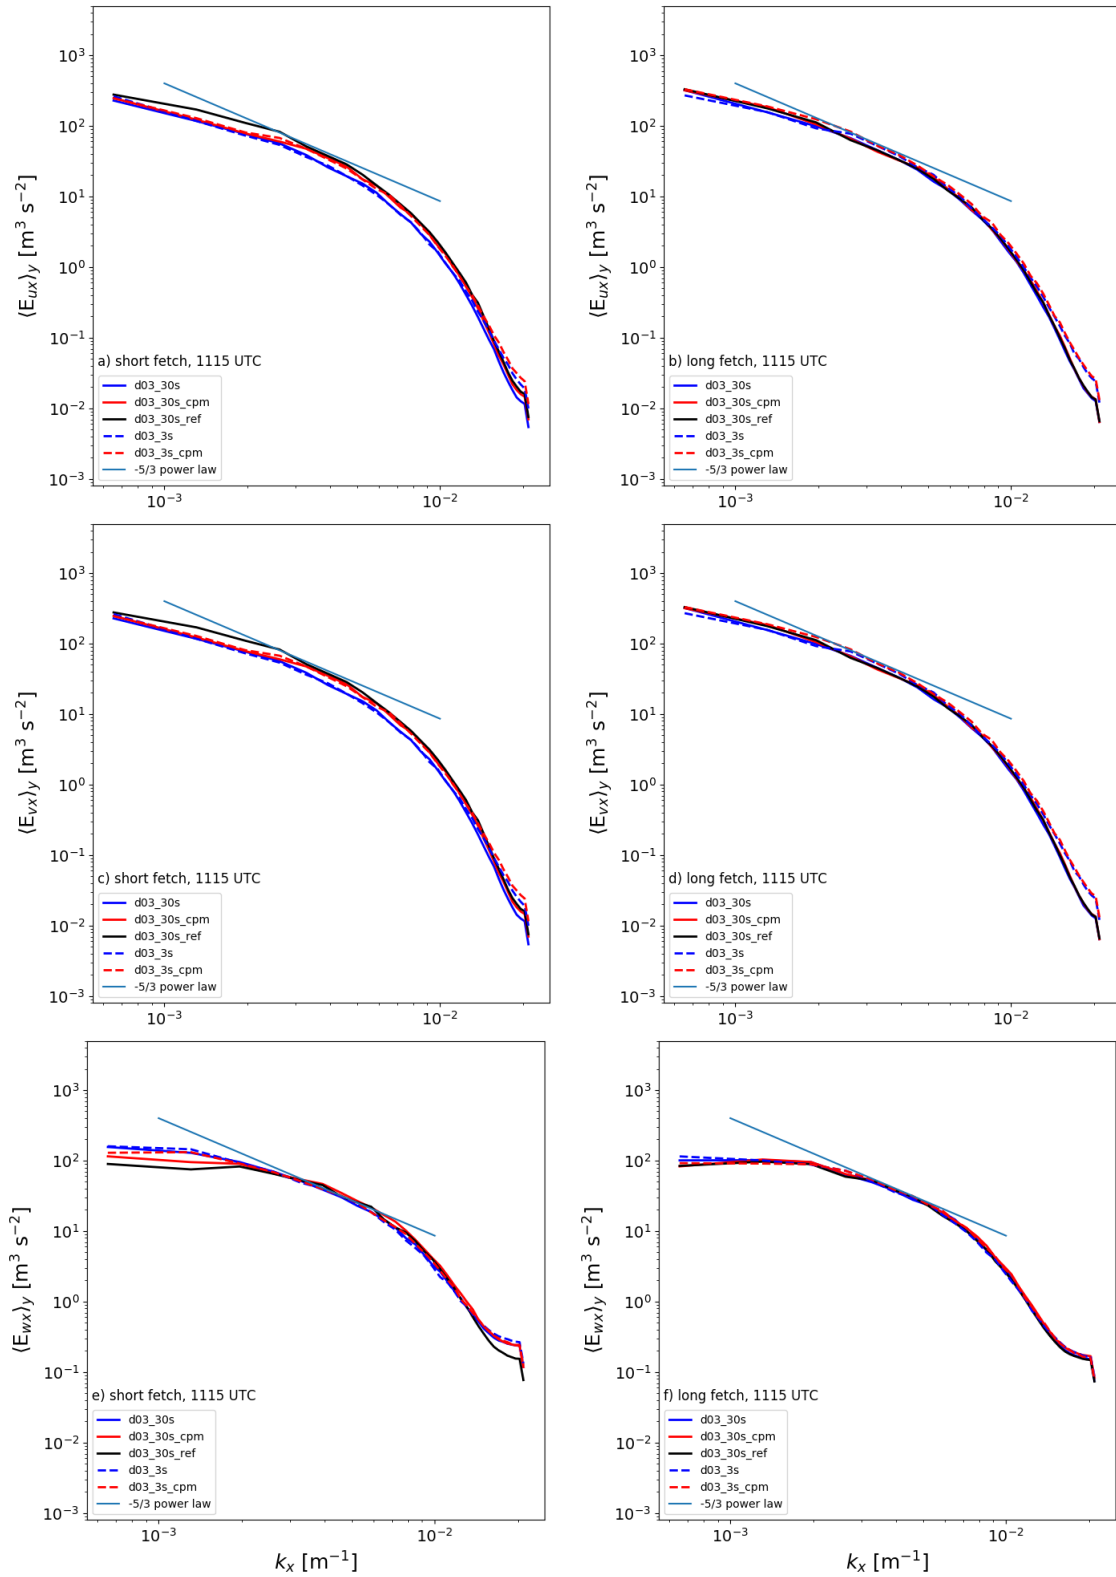 10³
10²
10¹
10⁰
10⁻¹
10⁻²
10⁻³
⟨E_ux⟩_y [m³ s⁻²]
a) short fetch, 1115 UTC
d03_30s
d03_30s_cpm
d03_30s_ref
d03_3s
d03_3s_cpm
-5/3 power law
10⁻³ 10⁻²
10³
10²
10¹
10⁰
10⁻¹
10⁻²
10⁻³
⟨E_ux⟩_y [m³ s⁻²]
b) long fetch, 1115 UTC
d03_30s
d03_30s_cpm
d03_30s_ref
d03_3s
d03_3s_cpm
-5/3 power law
10⁻³ 10⁻²
10³
10²
10¹
10⁰
10⁻¹
10⁻²
10⁻³
⟨E_vx⟩_y [m³ s⁻²]
c) short fetch, 1115 UTC
d03_30s
d03_30s_cpm
d03_30s_ref
d03_3s
d03_3s_cpm
-5/3 power law
10⁻³ 10⁻²
10³
10²
10¹
10⁰
10⁻¹
10⁻²
10⁻³
⟨E_vx⟩_y [m³ s⁻²]
d) long fetch, 1115 UTC
d03_30s
d03_30s_cpm
d03_30s_ref
d03_3s
d03_3s_cpm
-5/3 power law
10⁻³ 10⁻²
10³
10²
10¹
10⁰
10⁻¹
10⁻²
10⁻³
⟨E_wx⟩_y [m³ s⁻²]
e) short fetch, 1115 UTC
d03_30s
d03_30s_cpm
d03_30s_ref
d03_3s
d03_3s_cpm
-5/3 power law
10⁻³ 10⁻²
k_x [m⁻¹]
10³
10²
10¹
10⁰
10⁻¹
10⁻²
10⁻³
⟨E_wx⟩_y [m³ s⁻²]
f) long fetch, 1115 UTC
d03_30s
d03_30s_cpm
d03_30s_ref
d03_3s
d03_3s_cpm
-5/3 power law
10⁻³ 10⁻²
k_x [m⁻¹]